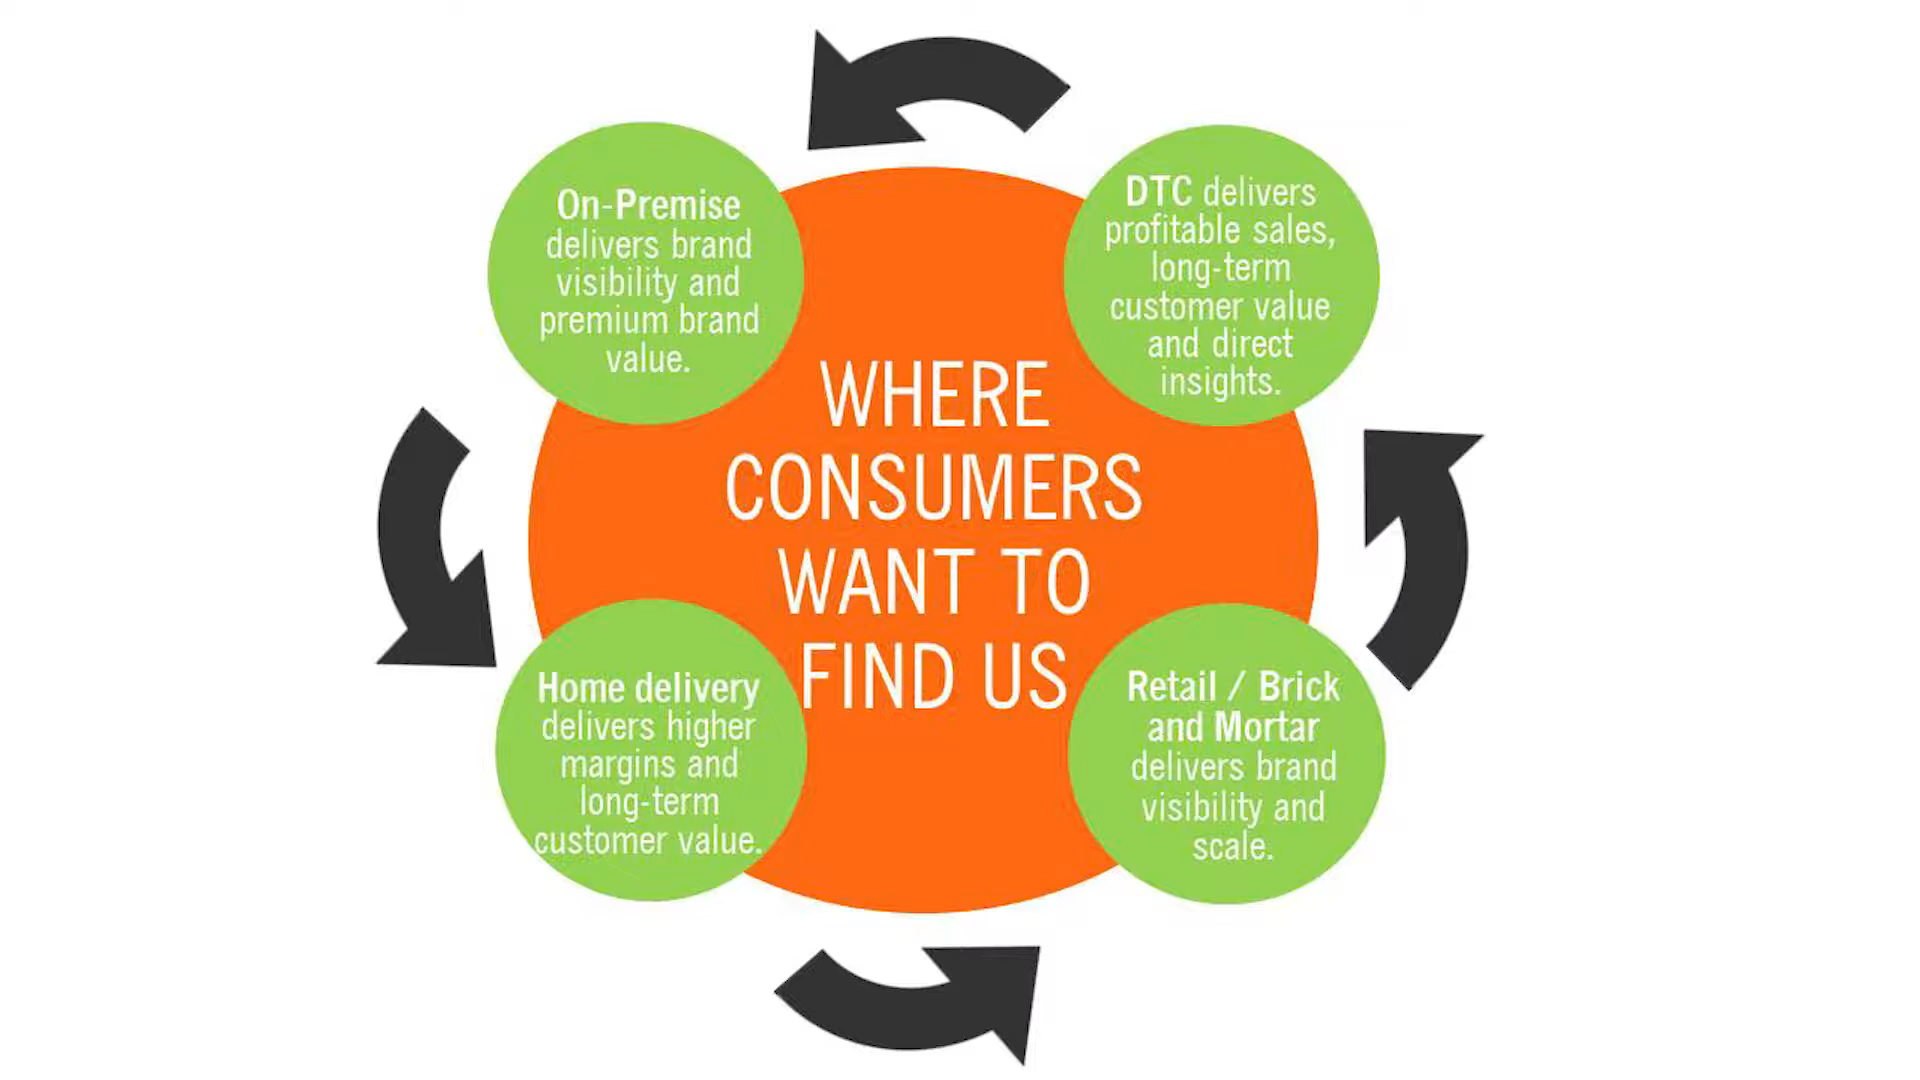 On-Premise
delivers brand
visibility and
premium brand
value.
DTC delivers
profitable sales,
long-term
customer value
and direct
insights.
WHERE
CONSUMERS
WANT TO
FIND US
Home delivery
delivers higher
margins and
long-term
customer value.
Retail / Brick
and Mortar
delivers brand
visibility and
scale.